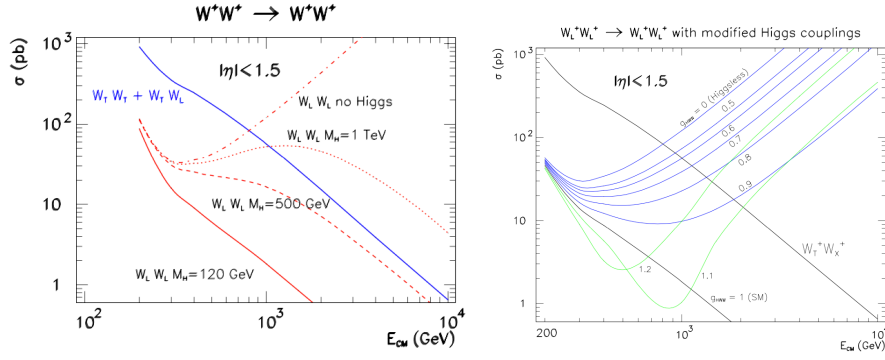 W⁺W⁺ → W⁺W⁺
σ (pb)
10³
10²
10
1
|η|<1.5
W_T W_T + W_T W_L
W_L W_L no Higgs
W_L W_L M_H=1 TeV
W_L W_L M_H=500 GeV
W_L W_L M_H=120 GeV
10² 10³ 10⁴
E_CM (GeV)
W_L⁺W_L⁺ → W_L⁺W_L⁺ with modified Higgs couplings
σ (pb)
10³
10²
10
1
|η|<1.5
g_HWW = 0 (Higgsless)
0.5
0.6
0.7
0.8
0.9
W_T⁺W_X⁺
1.2
1.1
g_HWW = 1 (SM)
200 10³ 10⁴
E_CM (GeV)